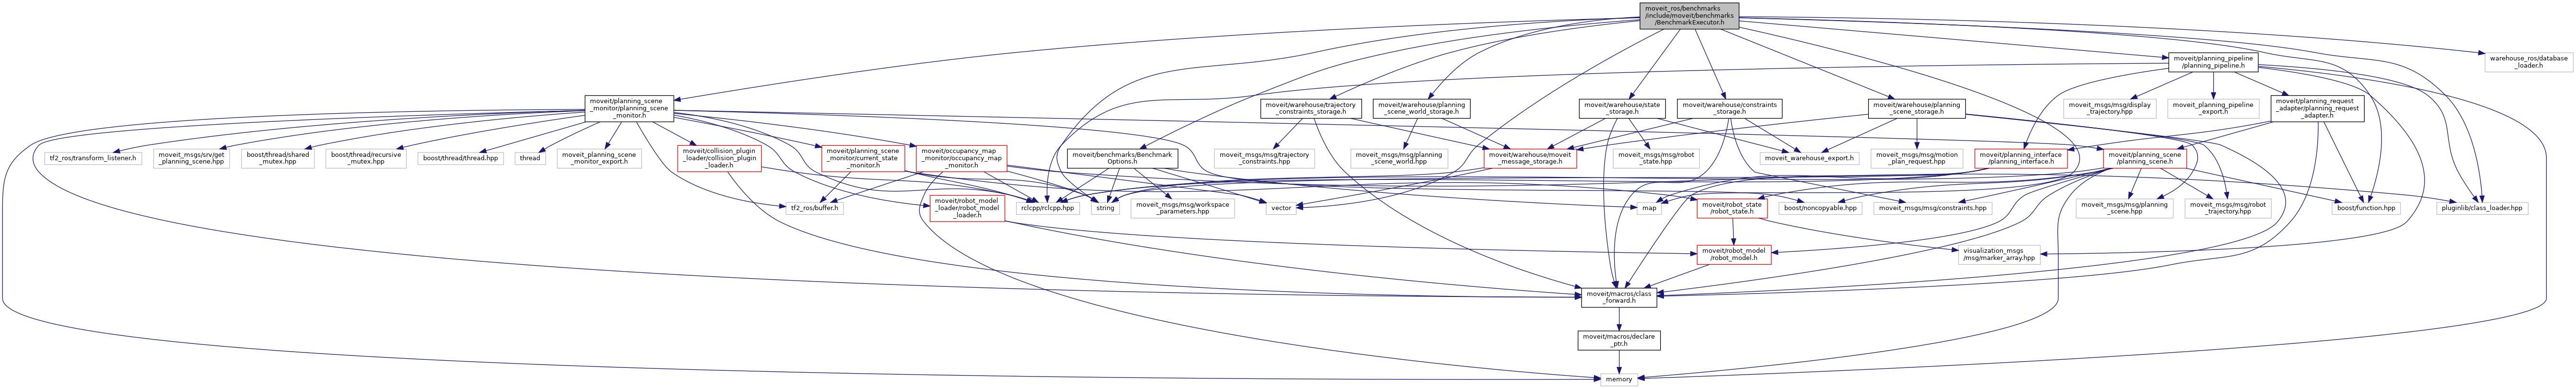 moveit_ros/benchmarks
/include/moveit/benchmarks
/BenchmarkExecutor.h
moveit/planning_pipeline
/planning_pipeline.h
warehouse_ros/database
_loader.h
moveit/planning_scene
_monitor/planning_scene
_monitor.h
moveit/warehouse/trajectory
_constraints_storage.h
moveit/warehouse/planning
_scene_world_storage.h
moveit/warehouse/state
_storage.h
moveit/warehouse/constraints
_storage.h
moveit/warehouse/planning
_scene_storage.h
moveit_msgs/msg/display
_trajectory.hpp
moveit_planning_pipeline
_export.h
moveit/planning_request
_adapter/planning_request
_adapter.h
tf2_ros/transform_listener.h
moveit_msgs/srv/get
_planning_scene.hpp
boost/thread/shared
_mutex.hpp
boost/thread/recursive
_mutex.hpp
boost/thread/thread.hpp
thread
moveit_planning_scene
_monitor_export.h
moveit/collision_plugin
_loader/collision_plugin
_loader.h
moveit/planning_scene
_monitor/current_state
_monitor.h
moveit/occupancy_map
_monitor/occupancy_map
_monitor.h
moveit/benchmarks/Benchmark
Options.h
moveit_msgs/msg/trajectory
_constraints.hpp
moveit_msgs/msg/planning
_scene_world.hpp
moveit/warehouse/moveit
_message_storage.h
moveit_msgs/msg/robot
_state.hpp
moveit_warehouse_export.h
moveit_msgs/msg/motion
_plan_request.hpp
moveit/planning_interface
/planning_interface.h
moveit/planning_scene
/planning_scene.h
tf2_ros/buffer.h
moveit/robot_model
_loader/robot_model
_loader.h
rclcpp/rclcpp.hpp
string
moveit_msgs/msg/workspace
_parameters.hpp
vector
map
moveit/robot_state
/robot_state.h
boost/noncopyable.hpp
moveit_msgs/msg/constraints.hpp
moveit_msgs/msg/planning
_scene.hpp
moveit_msgs/msg/robot
_trajectory.hpp
boost/function.hpp
pluginlib/class_loader.hpp
moveit/robot_model
/robot_model.h
visualization_msgs
/msg/marker_array.hpp
moveit/macros/class
_forward.h
moveit/macros/declare
_ptr.h
memory